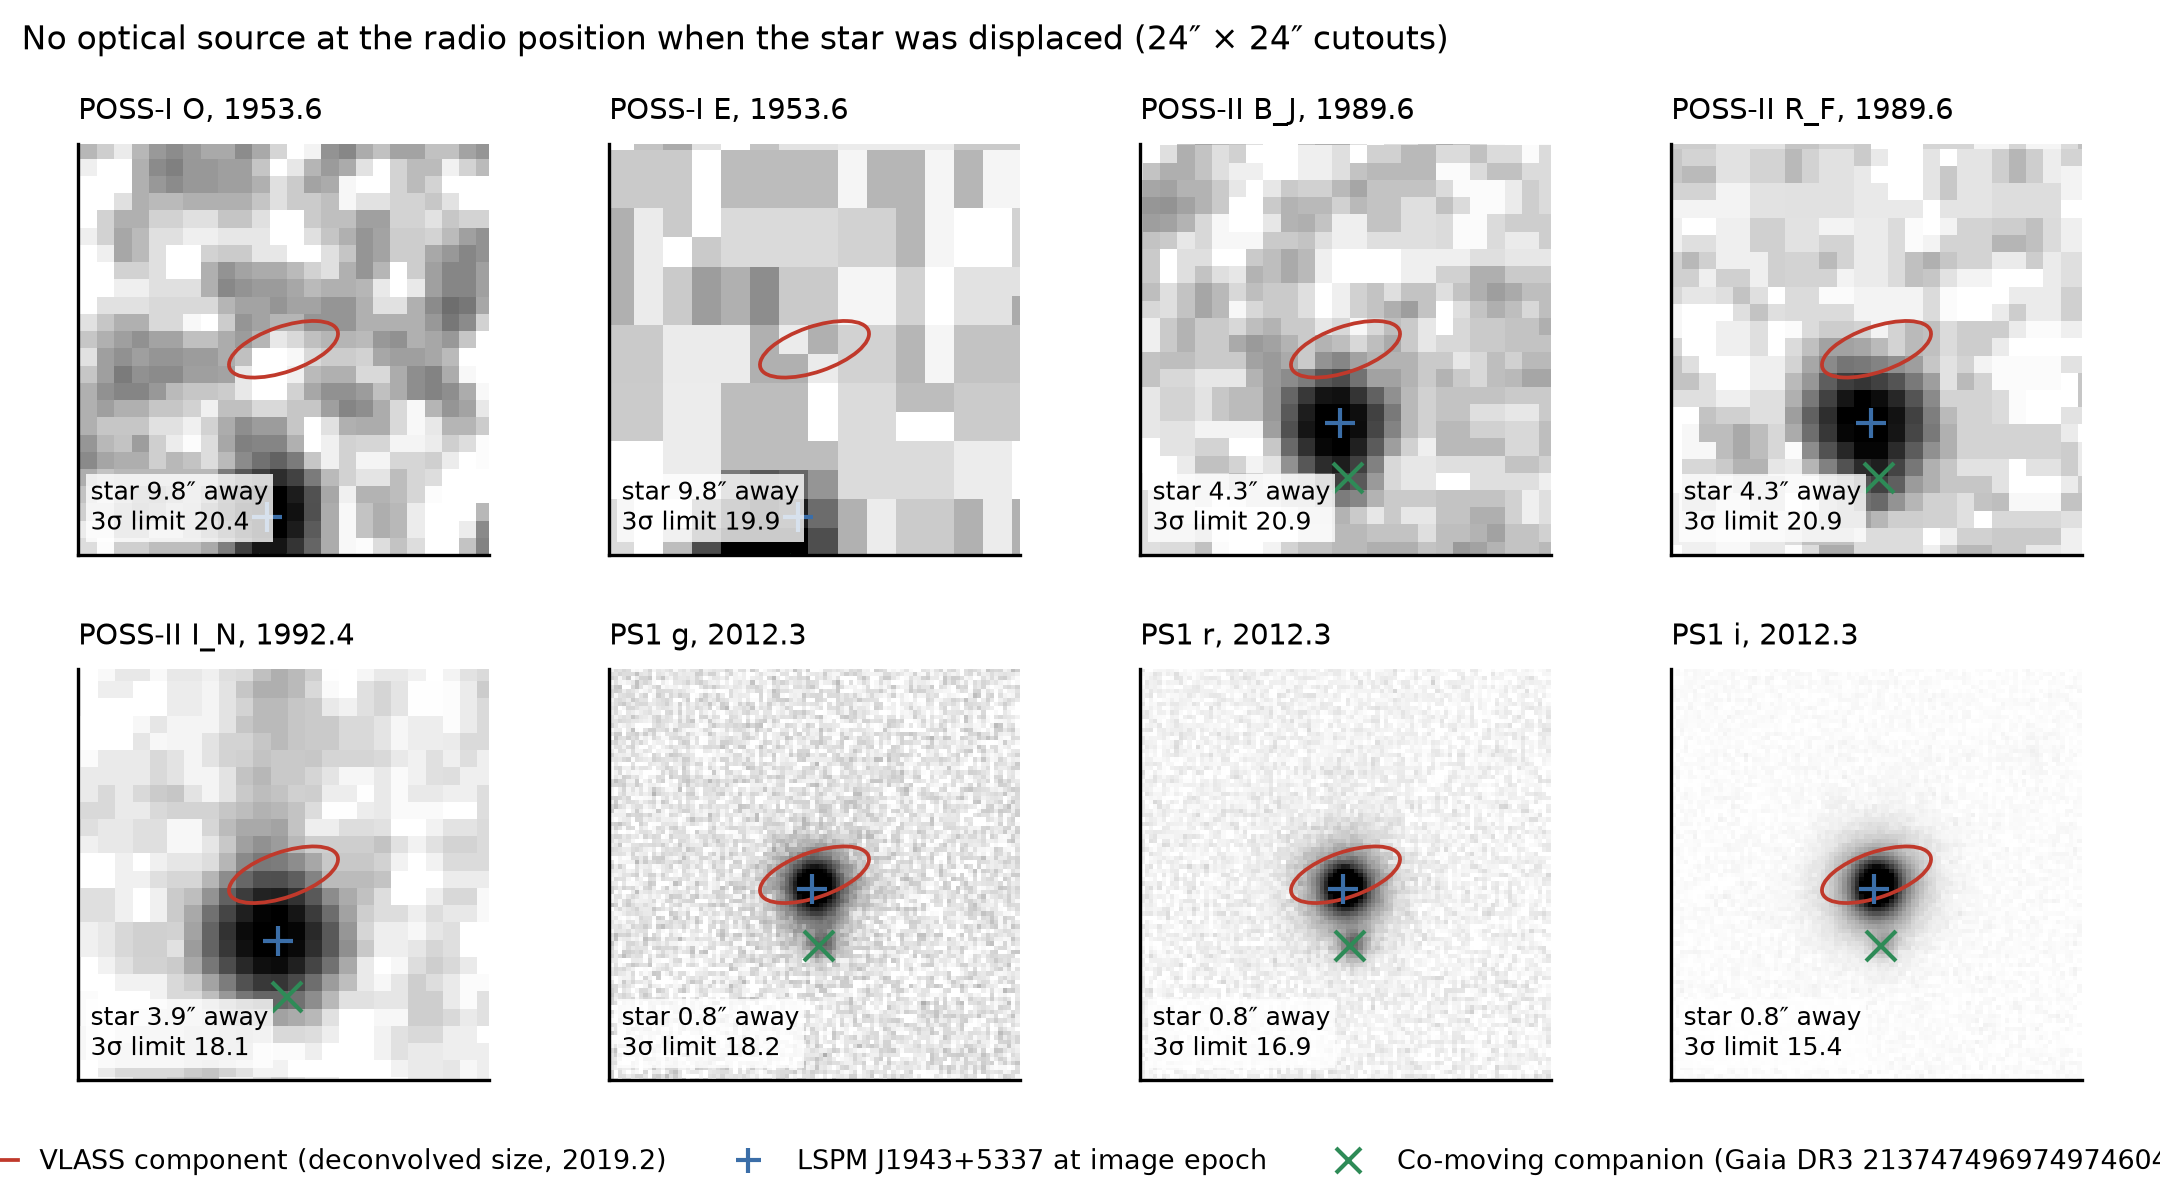 No optical source at the radio position when the star was displaced (24″ × 24″ cutouts)
POSS-I O, 1953.6
star 9.8″ away
3σ limit 20.4
POSS-I E, 1953.6
star 9.8″ away
3σ limit 19.9
POSS-II B_J, 1989.6
star 4.3″ away
3σ limit 20.9
POSS-II R_F, 1989.6
star 4.3″ away
3σ limit 20.9
POSS-II I_N, 1992.4
star 3.9″ away
3σ limit 18.1
PS1 g, 2012.3
star 0.8″ away
3σ limit 18.2
PS1 r, 2012.3
star 0.8″ away
3σ limit 16.9
PS1 i, 2012.3
star 0.8″ away
3σ limit 15.4
VLASS component (deconvolved size, 2019.2)
LSPM J1943+5337 at image epoch
Co-moving companion (Gaia DR3 213747496974974604